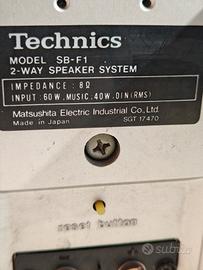 Technics
MODEL SB-F1
2-WAY SPEAKER SYSTEM
IMPEDANCE : 8Ω
INPUT : 60W. MUSIC. 40W. DIN (RMS)
Matsushita Electric Industrial Co., Ltd.
Made in Japan SGT 17470
reset button
subito